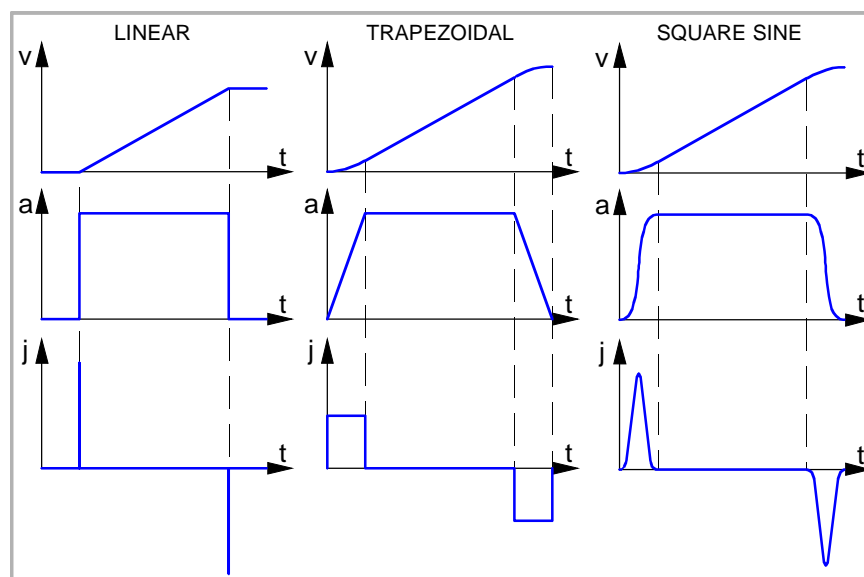 LINEAR TRAPEZOIDAL SQUARE SINE
v t v t v t
a t a t a t
j t j t j t